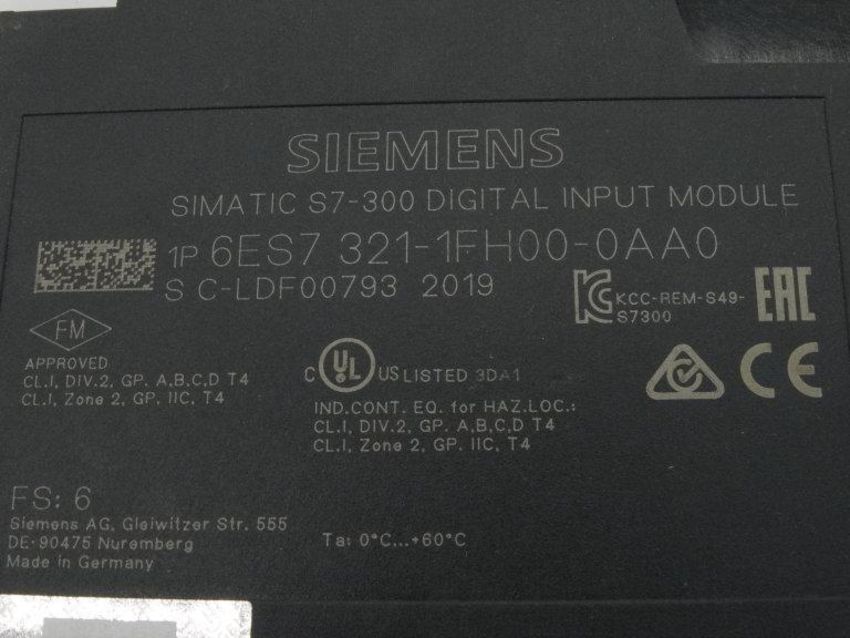 SIEMENS
SIMATIC S7-300 DIGITAL INPUT MODULE
1P 6ES7 321-1FH00-0AA0
S C-LDF00793 2019
KCC-REM-S49-
S7300
EAC
FM
APPROVED
CL.I, DIV.2, GP. A,B,C,D T4
CL.I, Zone 2, GP. IIC, T4
C UL US LISTED 3DA1
IND.CONT. EQ. for HAZ.LOC.:
CL.I, DIV.2, GP. A,B,C,D T4
CL.I, Zone 2, GP. IIC, T4
CE
FS: 6
Siemens AG, Gleiwitzer Str. 555
DE-90475 Nuremberg
Made in Germany
Ta: 0°C...+60°C